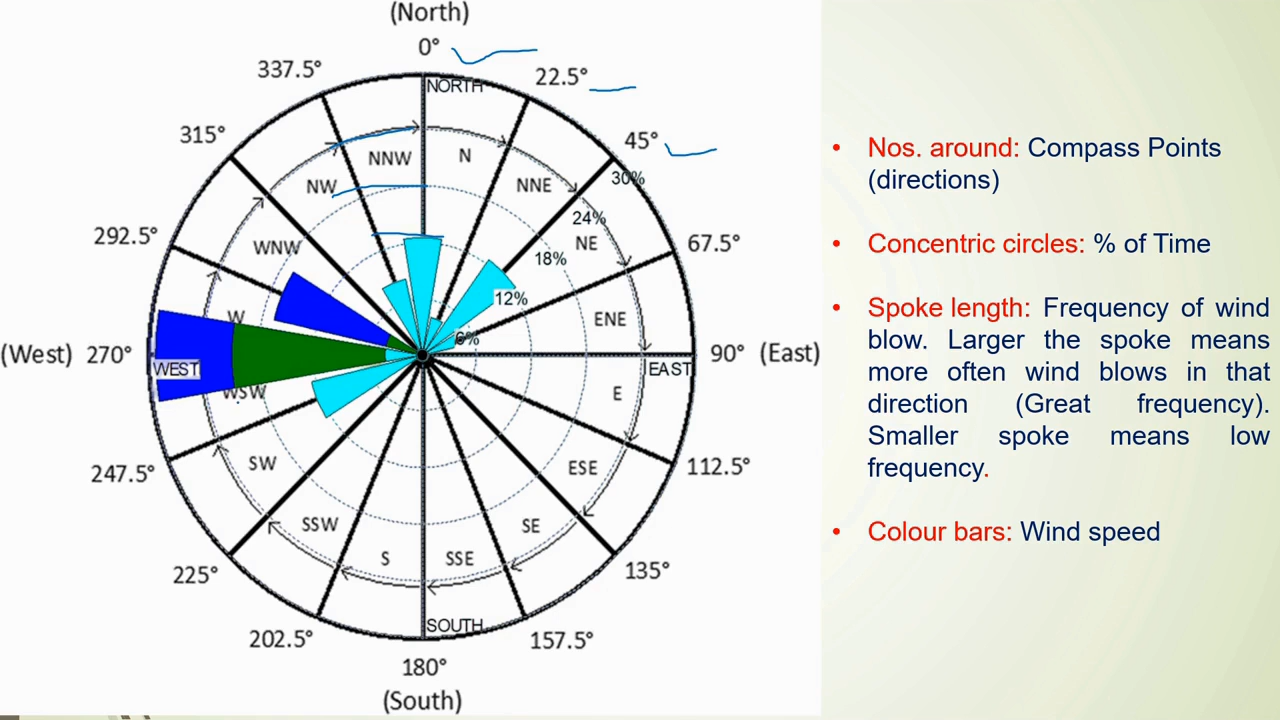 (North)
0°
337.5°
22.5°
NORTH
315°
45°
NNW
N
30%
NW
NNE
24%
292.5°
WNW
NE
67.5°
18%
12%
W
ENE
6%
(West) 270°
90° (East)
WEST
EAST
WSW
E
247.5°
SW
ESE
112.5°
SSW
SE
S
SSE
225°
135°
SOUTH
202.5°
157.5°
180°
(South)
• Nos. around: Compass Points
(directions)
• Concentric circles: % of Time
• Spoke length: Frequency of wind
blow. Larger the spoke means
more often wind blows in that
direction (Great frequency).
Smaller spoke means low
frequency.
• Colour bars: Wind speed